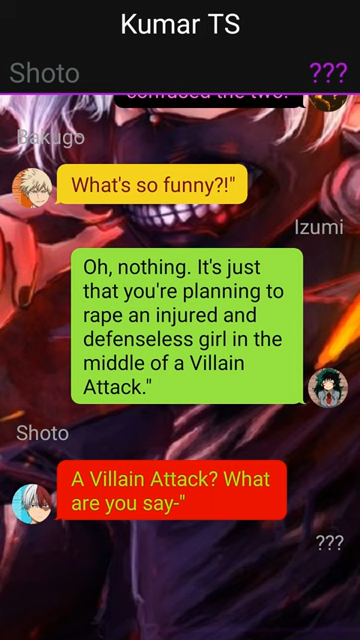 Kumar TS
Shoto
???
confused the two.
Bakugo
What's so funny?!"
Izumi
Oh, nothing. It's just
that you're planning to
rape an injured and
defenseless girl in the
middle of a Villain
Attack."
Shoto
A Villain Attack? What
are you say-"
???